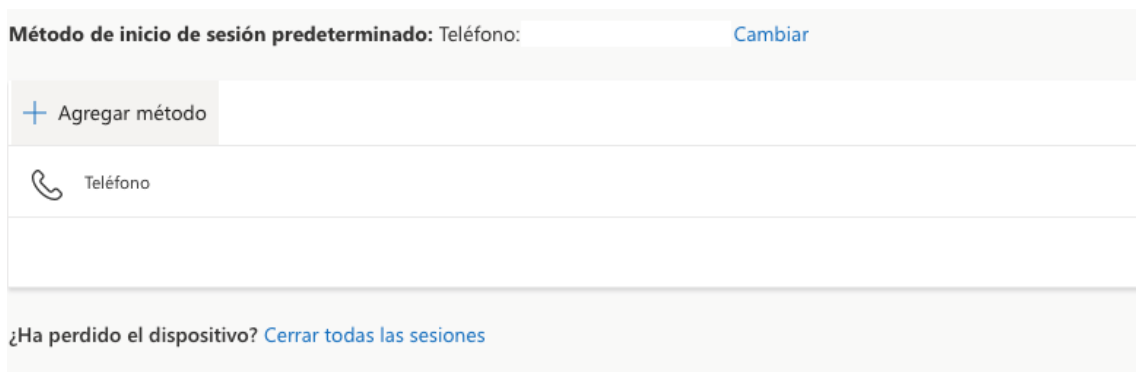 Método de inicio de sesión predeterminado: Teléfono: Cambiar
Agregar método
Teléfono
¿Ha perdido el dispositivo? Cerrar todas las sesiones